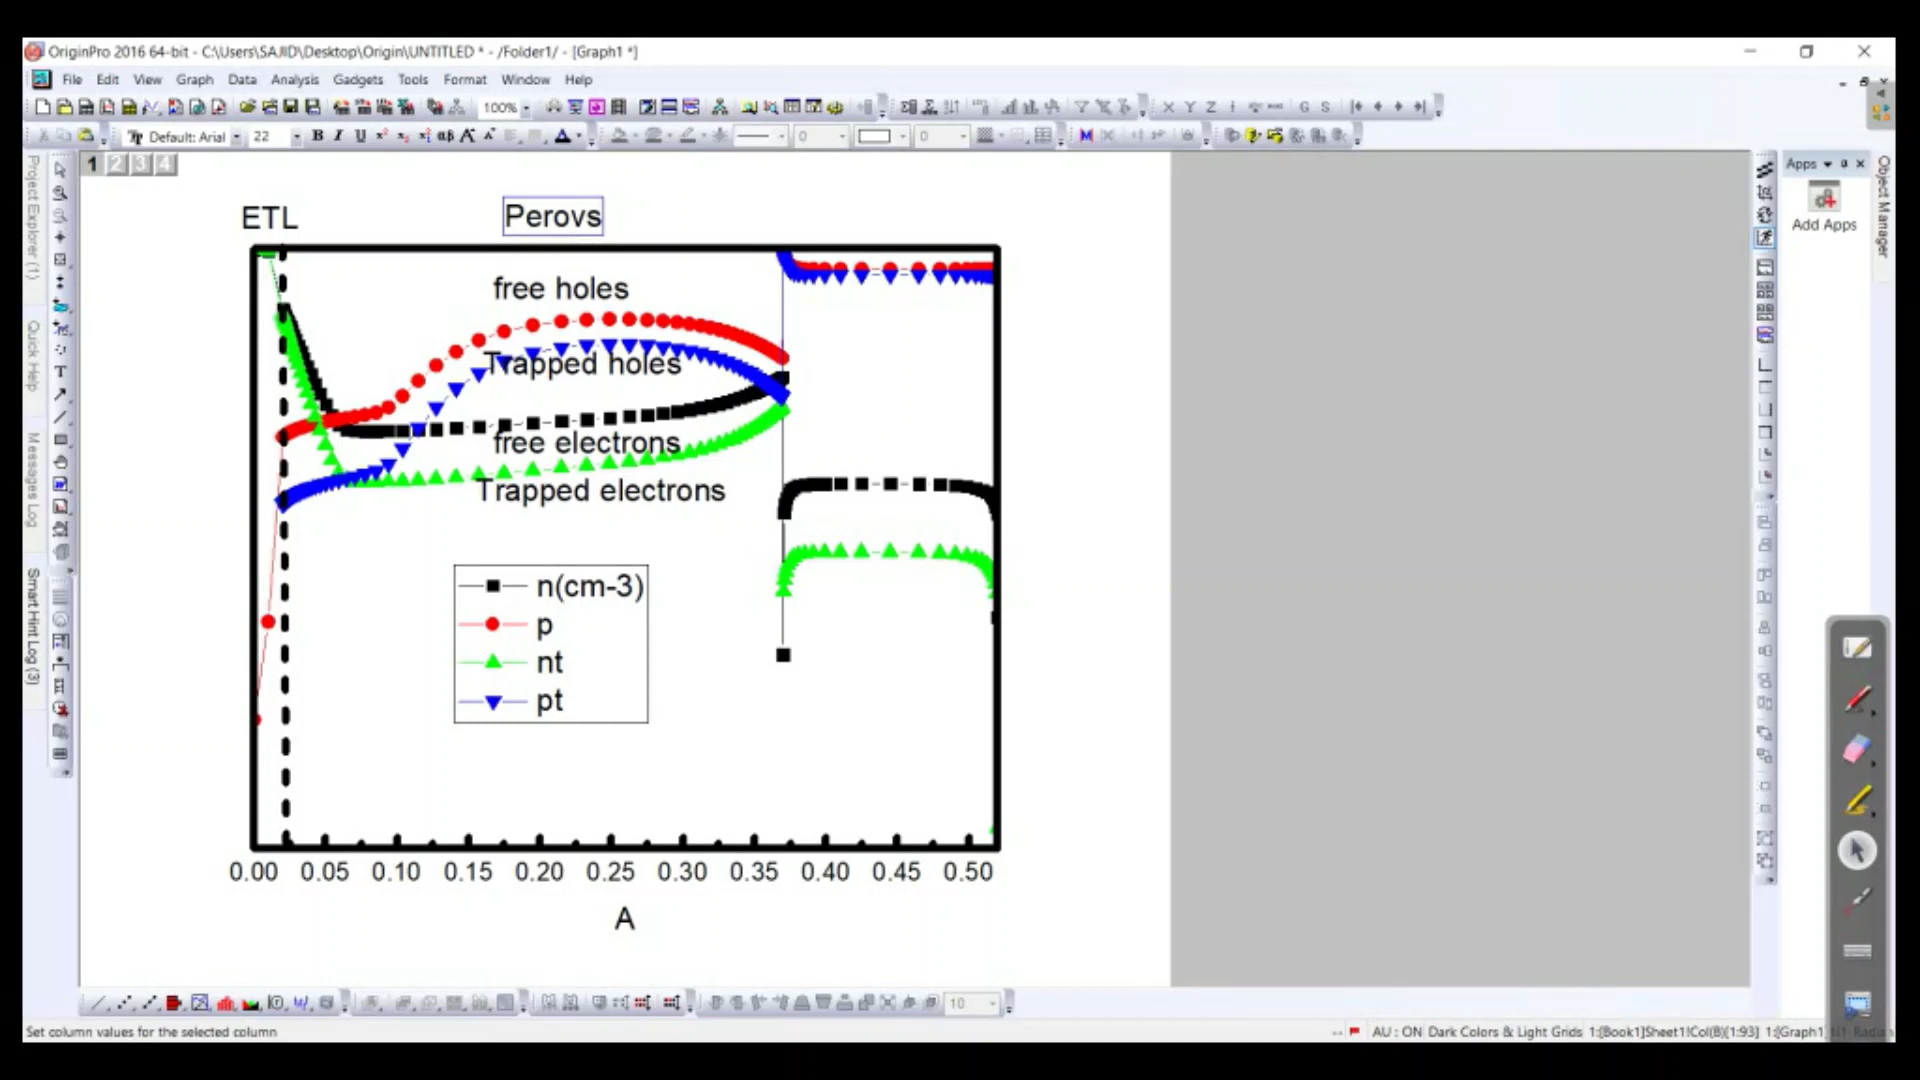 OriginPro 2016 64-bit - C:\Users\SAJID\Desktop\Origin\UNTITLED * - /Folder1/ - [Graph1 *]
File Edit View Graph Data Analysis Gadgets Tools Format Window Help
100%
X Y Z
G S
Default: Arial 22 B I U αβ A A A 0 0
1 2 3 4
Project Explorer (1)
Quick Help
Messages Log
Smart Hint Log (3)
Apps
Add Apps
Object Manager
ETL
Perovs
free holes
Trapped holes
free electrons
Trapped electrons
n(cm-3)
p
nt
pt
0.00 0.05 0.10 0.15 0.20 0.25 0.30 0.35 0.40 0.45 0.50
A
10
Set column values for the selected column
-- AU : ON Dark Colors & Light Grids 1:[Book1]Sheet1!Col(B)[1:93] 1:[Graph1]